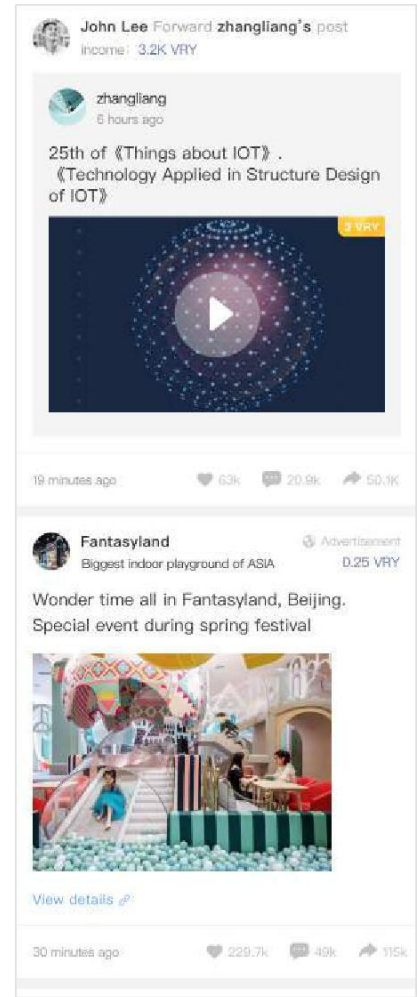 John Lee Forward zhangliang's post
income: 3.2K VRY
zhangliang
6 hours ago
25th of 《Things about IOT》.
《Technology Applied in Structure Design
of IOT》
3 VRY
19 minutes ago 63k 20.9k 50.1K
Fantasyland Advertisement
Biggest indoor playground of ASIA 0.25 VRY
Wonder time all in Fantasyland, Beijing.
Special event during spring festival
View details
30 minutes ago 229.7k 49k 115k